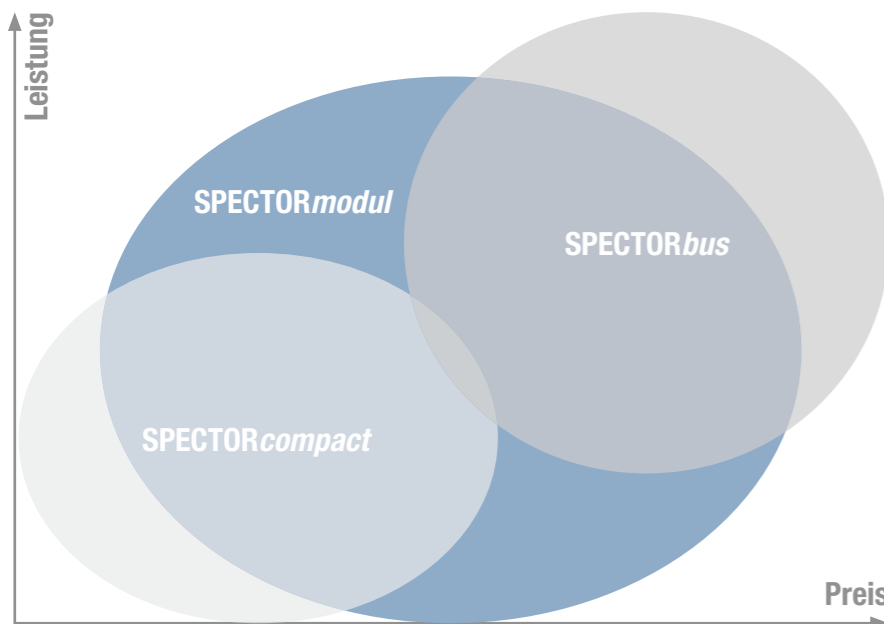 Leistung
SPECTORmodul
SPECTORbus
SPECTORcompact
Preis